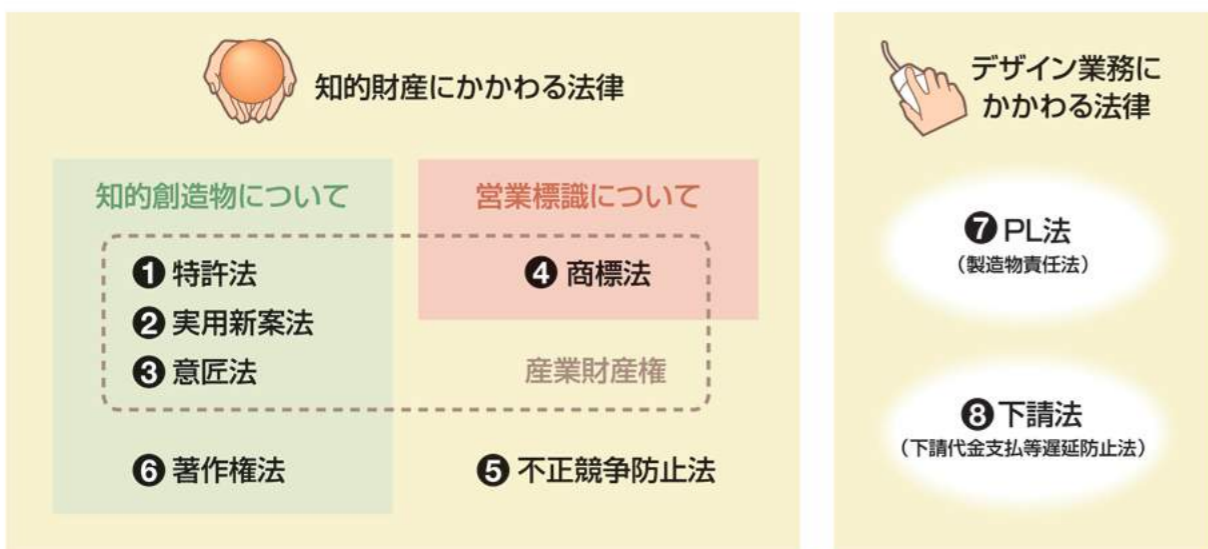 知的財産にかかわる法律
知的創造物について
❶特許法
❷実用新案法
❸意匠法
❻著作権法
営業標識について
❹商標法
産業財産権
❺不正競争防止法
デザイン業務に
かかわる法律
❼PL法
（製造物責任法）
❽下請法
（下請代金支払等遅延防止法）